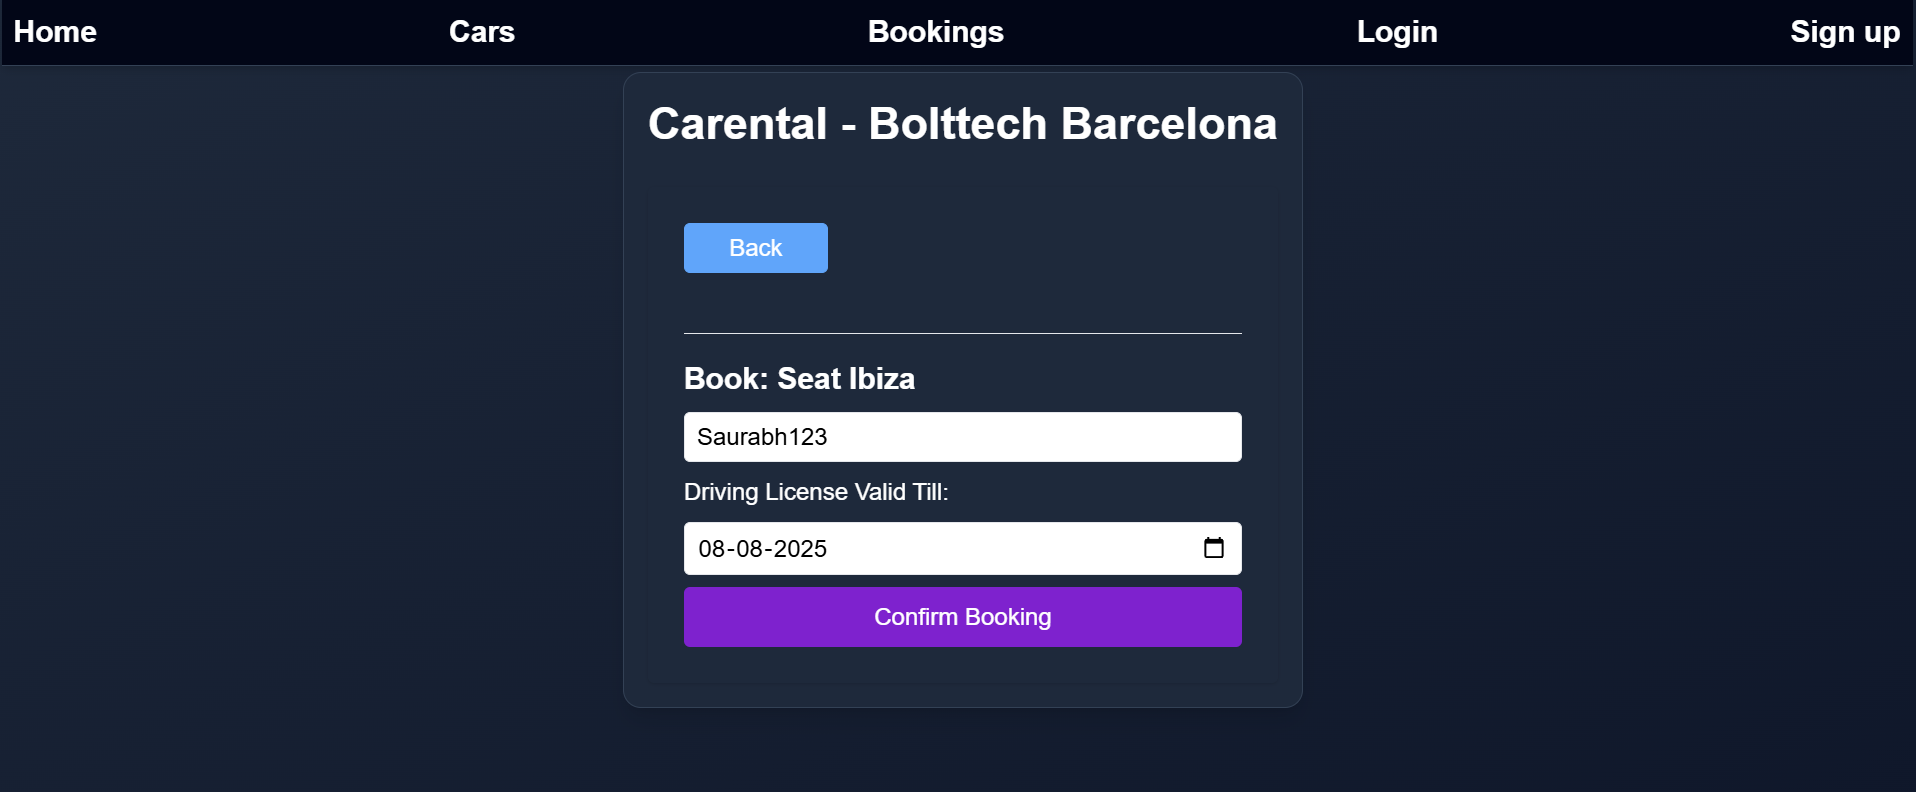 Home Cars Bookings Login Sign up
Carental - Bolttech Barcelona
Back
Book: Seat Ibiza
Saurabh123
Driving License Valid Till:
08-08-2025
Confirm Booking